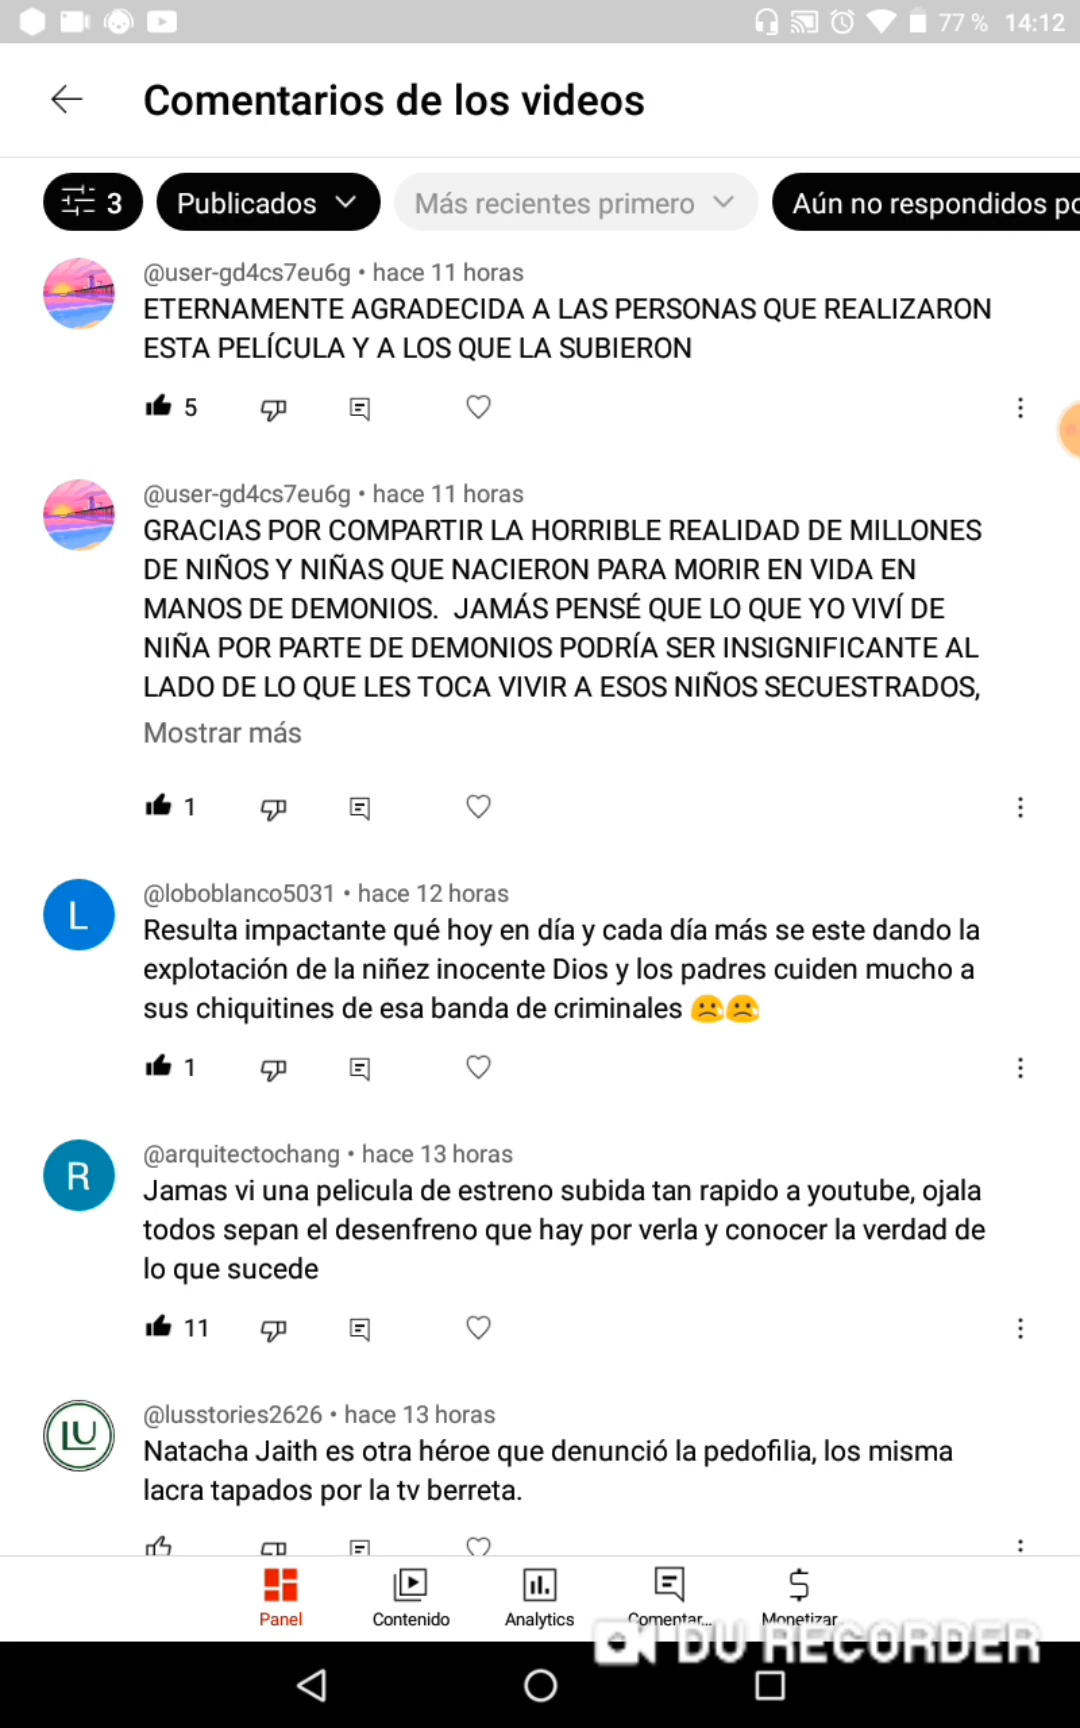 77 % 14:12
Comentarios de los videos
3 Publicados Más recientes primero Aún no respondidos po
@user-gd4cs7eu6g • hace 11 horas
ETERNAMENTE AGRADECIDA A LAS PERSONAS QUE REALIZARON
ESTA PELÍCULA Y A LOS QUE LA SUBIERON
5
@user-gd4cs7eu6g • hace 11 horas
GRACIAS POR COMPARTIR LA HORRIBLE REALIDAD DE MILLONES
DE NIÑOS Y NIÑAS QUE NACIERON PARA MORIR EN VIDA EN
MANOS DE DEMONIOS.  JAMÁS PENSÉ QUE LO QUE YO VIVÍ DE
NIÑA POR PARTE DE DEMONIOS PODRÍA SER INSIGNIFICANTE AL
LADO DE LO QUE LES TOCA VIVIR A ESOS NIÑOS SECUESTRADOS,
Mostrar más
1
L
@loboblanco5031 • hace 12 horas
Resulta impactante qué hoy en día y cada día más se este dando la
explotación de la niñez inocente Dios y los padres cuiden mucho a
sus chiquitines de esa banda de criminales
1
R
@arquitectochang • hace 13 horas
Jamas vi una pelicula de estreno subida tan rapido a youtube, ojala
todos sepan el desenfreno que hay por verla y conocer la verdad de
lo que sucede
11
LU
@lusstories2626 • hace 13 horas
Natacha Jaith es otra héroe que denunció la pedofilia, los misma
lacra tapados por la tv berreta.
Panel Contenido Analytics Comentar... Monetizar
DU RECORDER